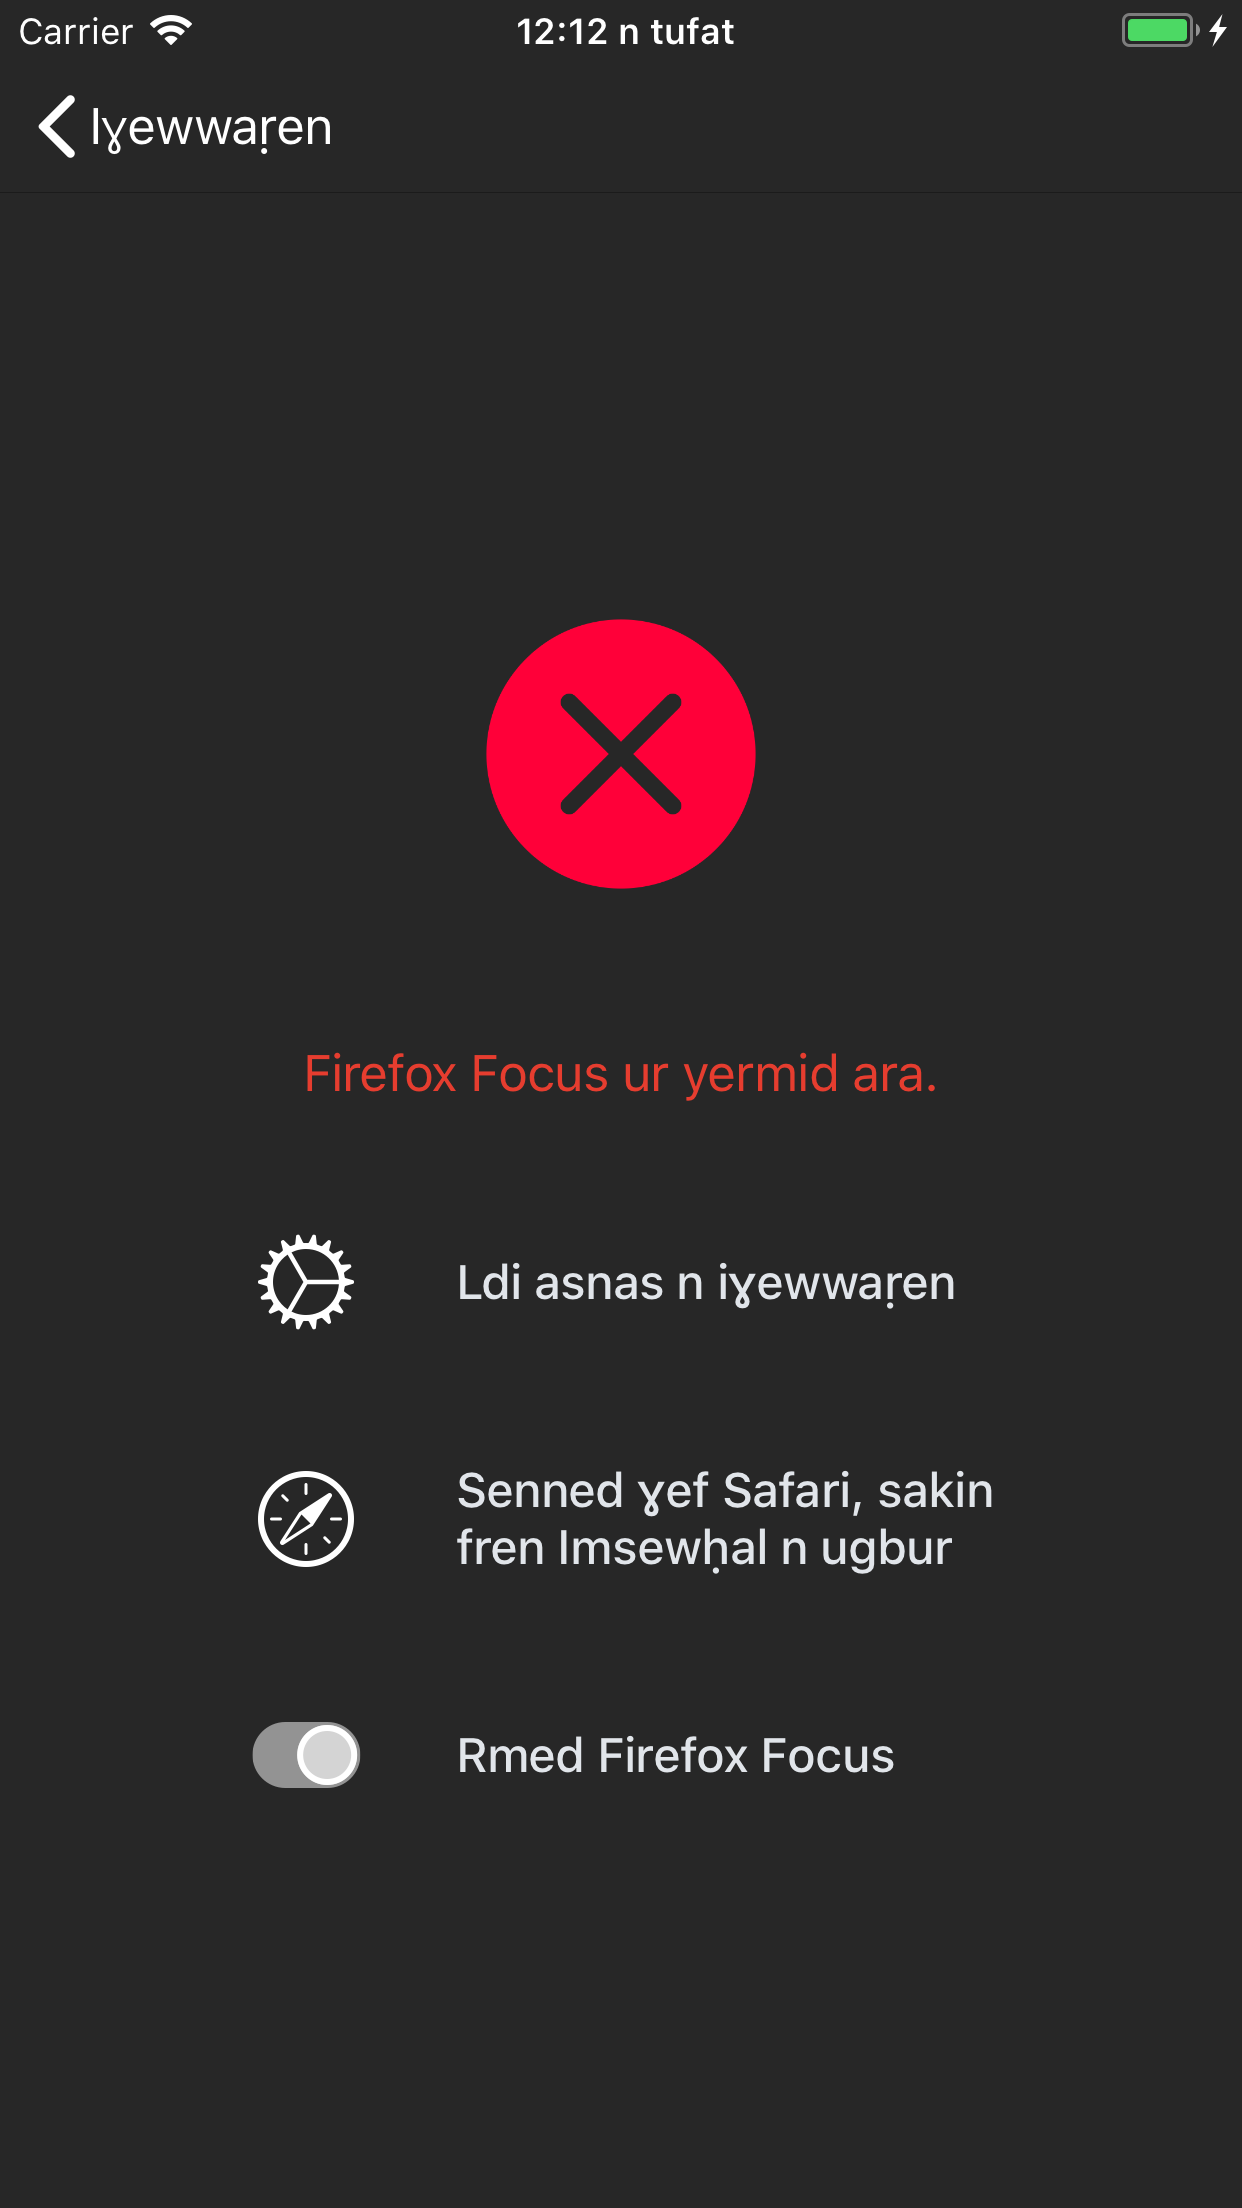 Carrier
12:12 n tufat
Iɣewwaṛen
Firefox Focus ur yermid ara.
Ldi asnas n iɣewwaṛen
Senned ɣef Safari, sakin
fren Imsewḥal n ugbur
Rmed Firefox Focus